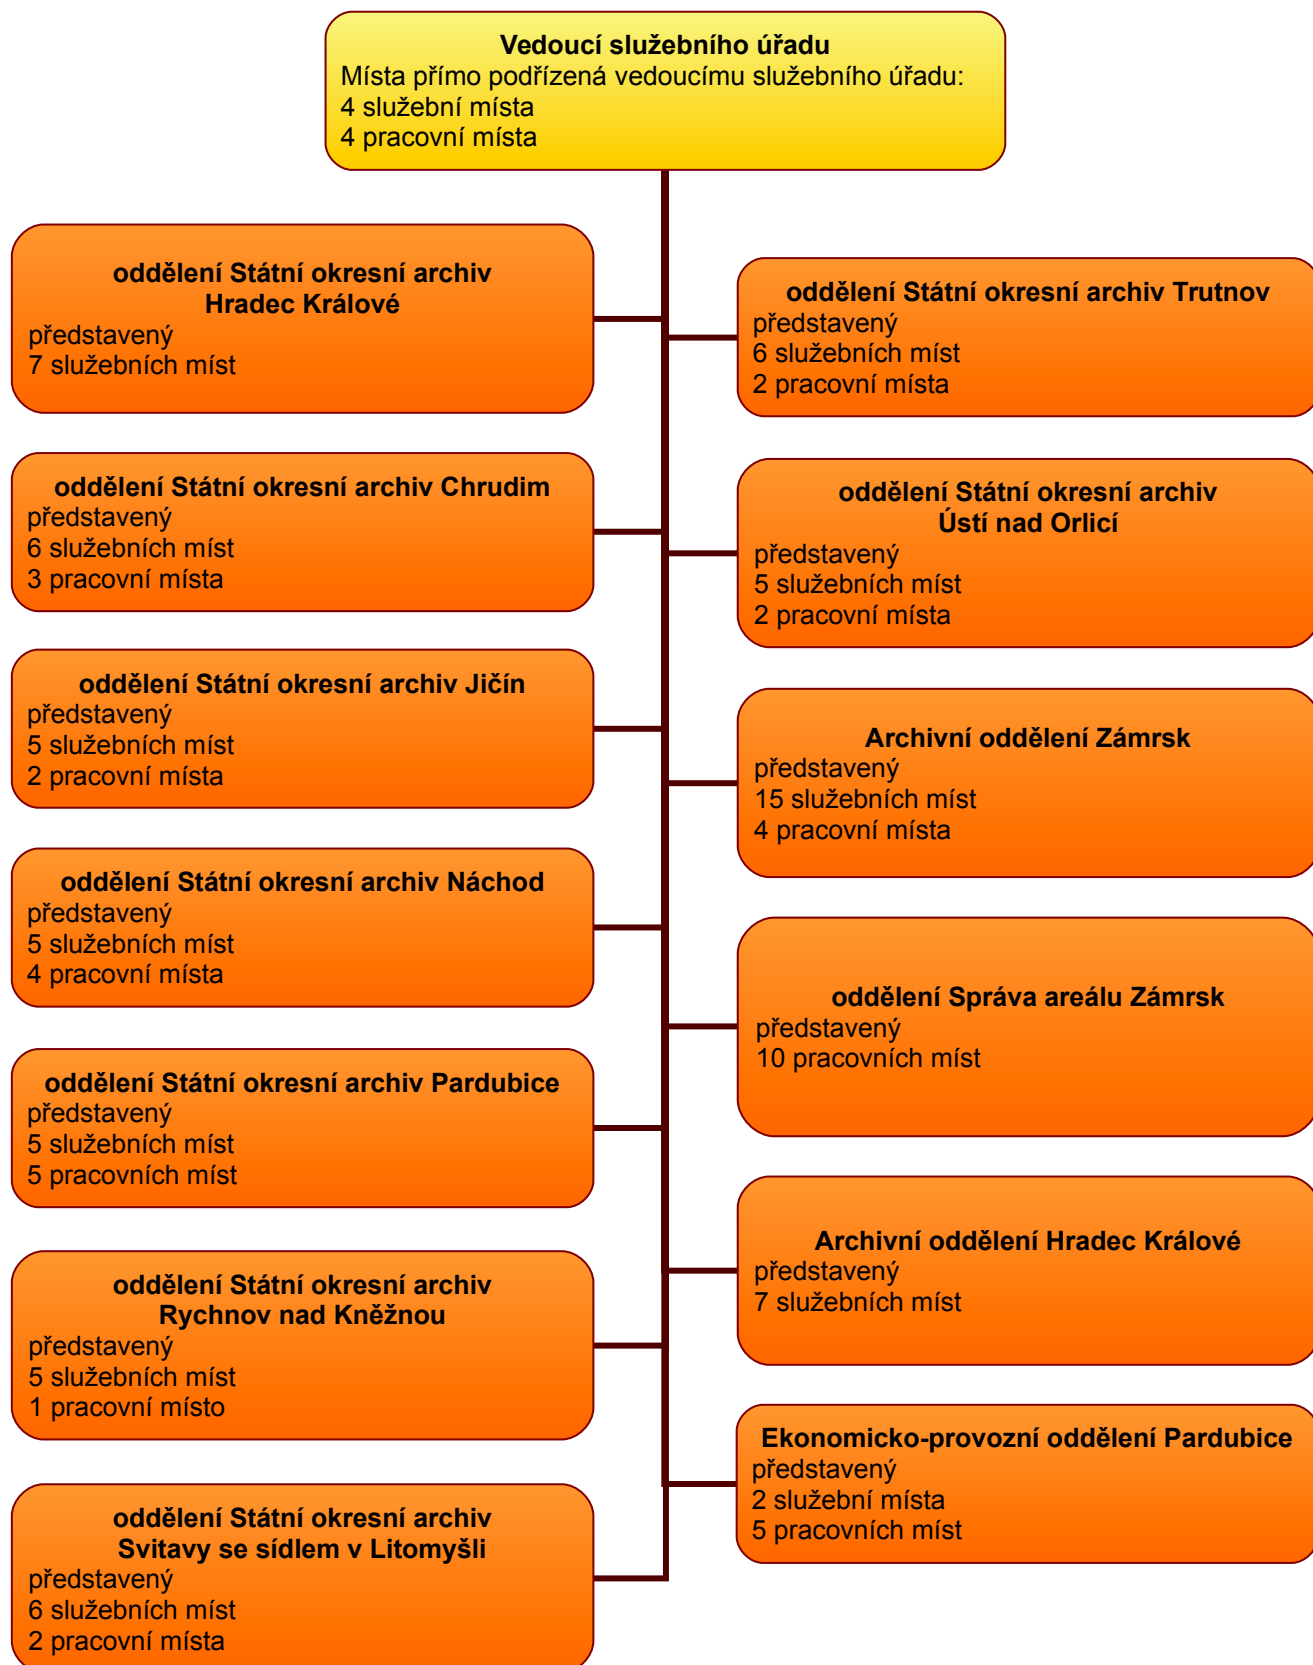 Vedoucí služebního úřadu
Místa přímo podřízená vedoucímu služebního úřadu:
4 služební místa
4 pracovní místa
oddělení Státní okresní archiv
Hradec Králové
představený
7 služebních míst
oddělení Státní okresní archiv Chrudim
představený
6 služebních míst
3 pracovní místa
oddělení Státní okresní archiv Jičín
představený
5 služebních míst
2 pracovní místa
oddělení Státní okresní archiv Náchod
představený
5 služebních míst
4 pracovní místa
oddělení Státní okresní archiv Pardubice
představený
5 služebních míst
5 pracovních míst
oddělení Státní okresní archiv
Rychnov nad Kněžnou
představený
5 služebních míst
1 pracovní místo
oddělení Státní okresní archiv
Svitavy se sídlem v Litomyšli
představený
6 služebních míst
2 pracovní místa
oddělení Státní okresní archiv Trutnov
představený
6 služebních míst
2 pracovní místa
oddělení Státní okresní archiv
Ústí nad Orlicí
představený
5 služebních míst
2 pracovní místa
Archivní oddělení Zámrsk
představený
15 služebních míst
4 pracovní místa
oddělení Správa areálu Zámrsk
představený
10 pracovních míst
Archivní oddělení Hradec Králové
představený
7 služebních míst
Ekonomicko-provozní oddělení Pardubice
představený
2 služební místa
5 pracovních míst